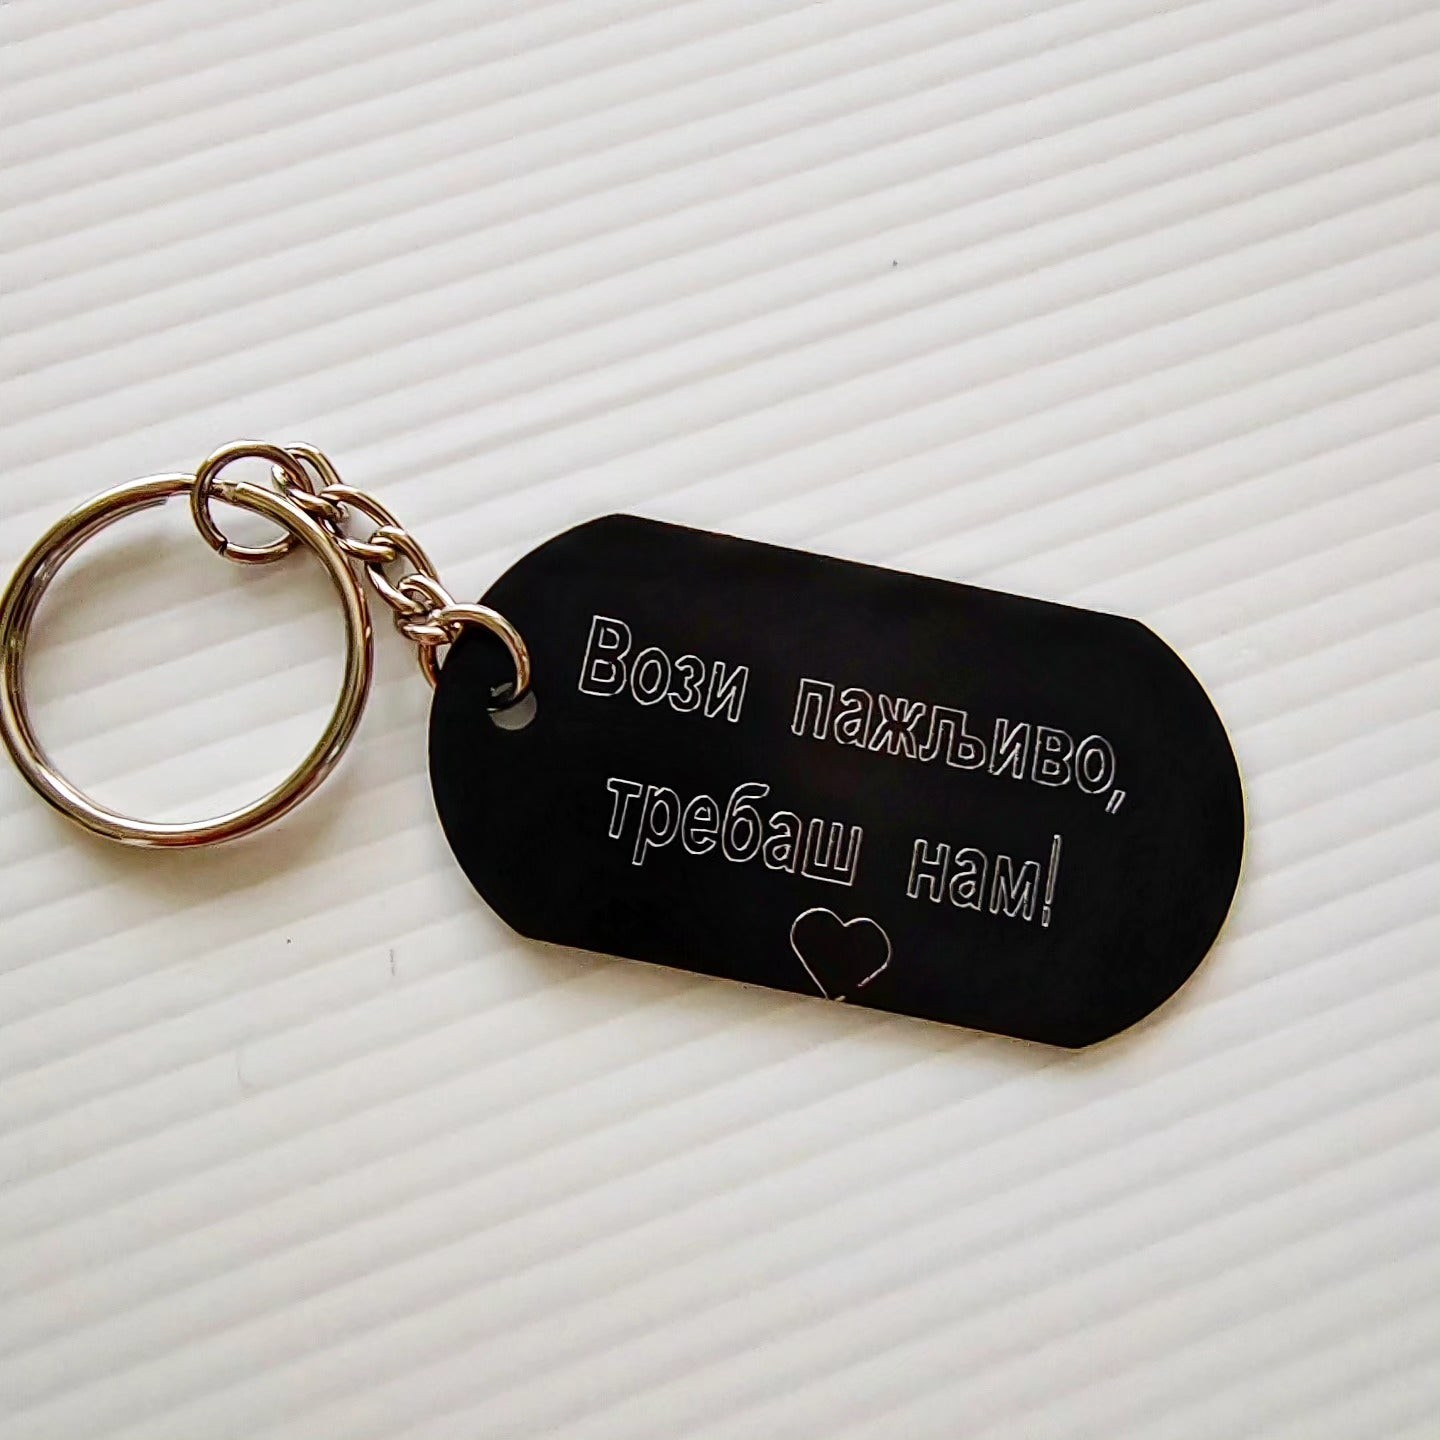 Вози пажљиво,
требаш нам!